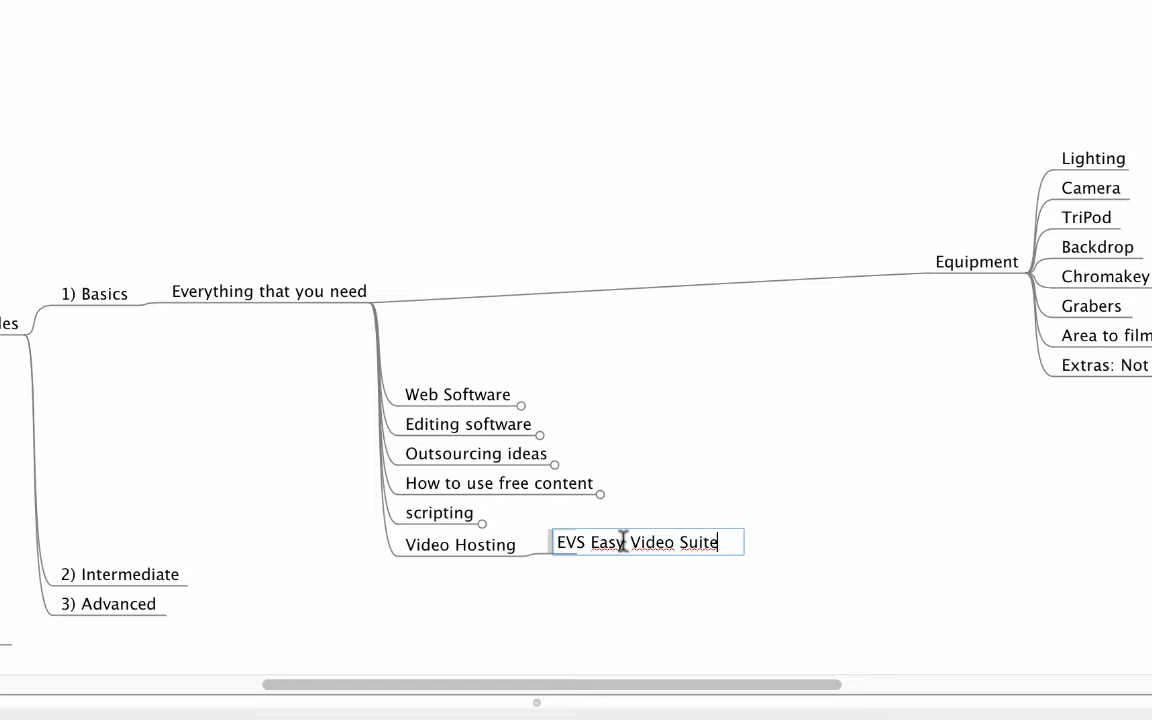 les
1) Basics
Everything that you need
Equipment
Lighting
Camera
TriPod
Backdrop
Chromakey
Grabers
Area to film
Extras: Not
Web Software
Editing software
Outsourcing ideas
How to use free content
scripting
Video Hosting
EVS Easy Video Suite
2) Intermediate
3) Advanced